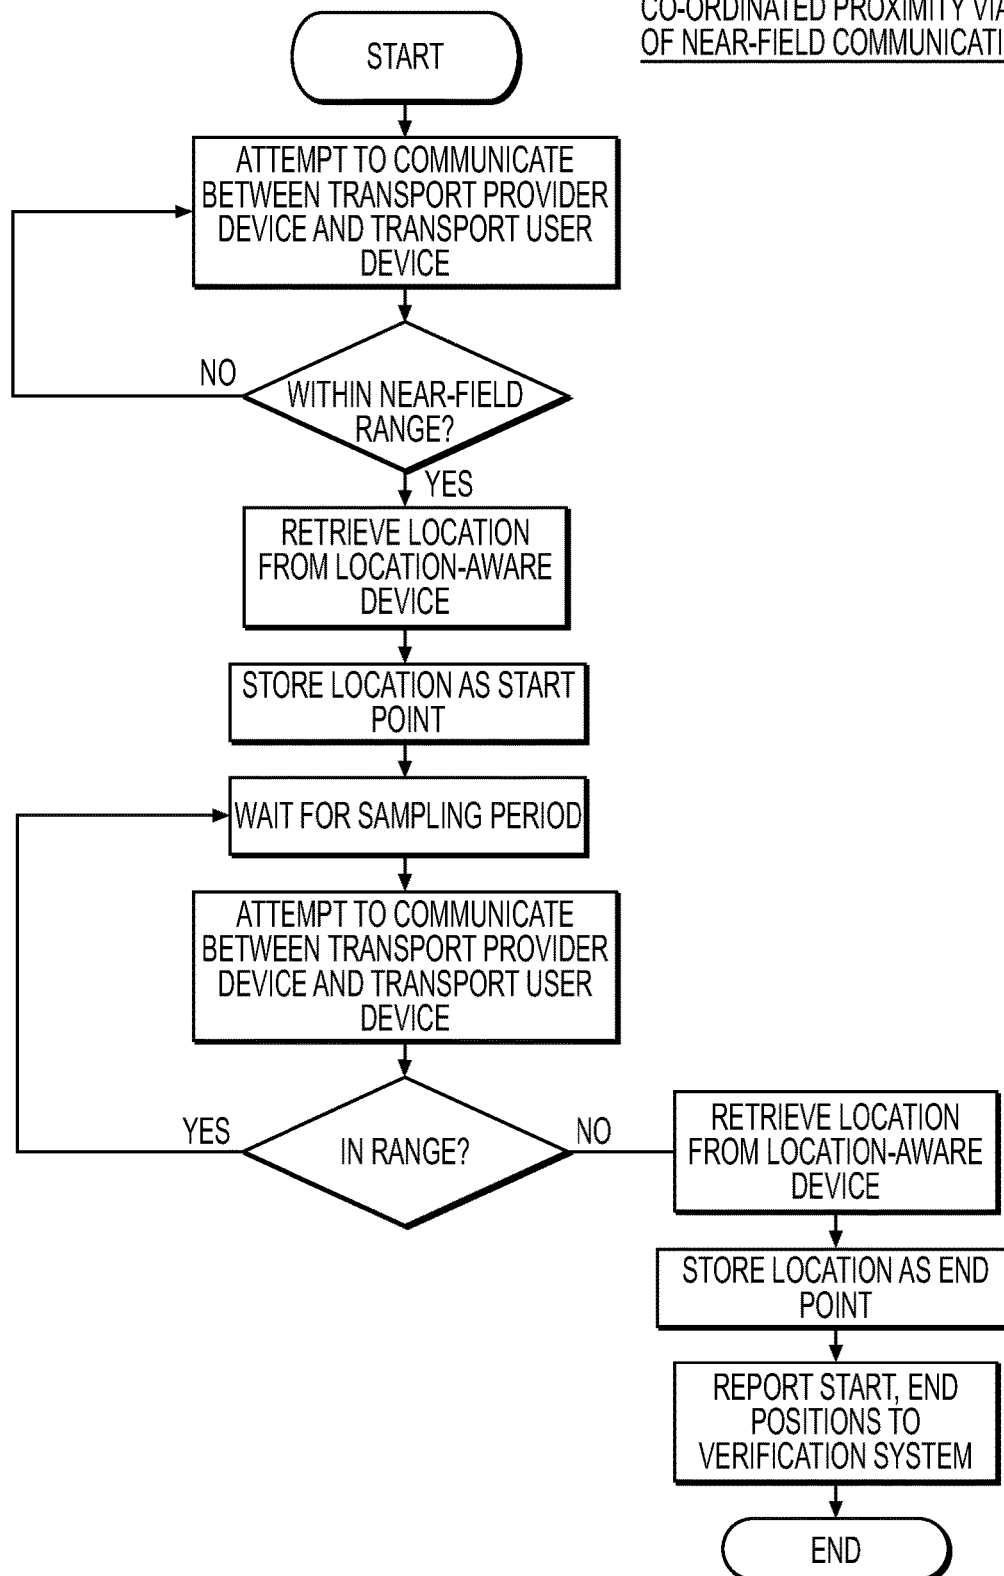 CO-ORDINATED PROXIMITY VIA
OF NEAR-FIELD
START
ATTEMPT TO COMMUNICATE
BETWEEN TRANSPORT PROVIDER
DEVICE AND TRANSPORT USER
DEVICE
NO
WITHIN NEAR-FIELD
RANGE?
YES
RETRIEVE LOCATION
FROM LOCATION-AWARE
DEVICE
STORE LOCATION AS START
POINT
WAIT FOR SAMPLING PERIOD
ATTEMPT TO COMMUNICATE
BETWEEN TRANSPORT PROVIDER
DEVICE AND TRANSPORT USER
DEVICE
YES
IN RANGE?
NO
RETRIEVE LOCATION
FROM LOCATION-AWARE
DEVICE
STORE LOCATION AS END
POINT
REPORT START, END
POSITIONS TO
VERIFICATION SYSTEM
END